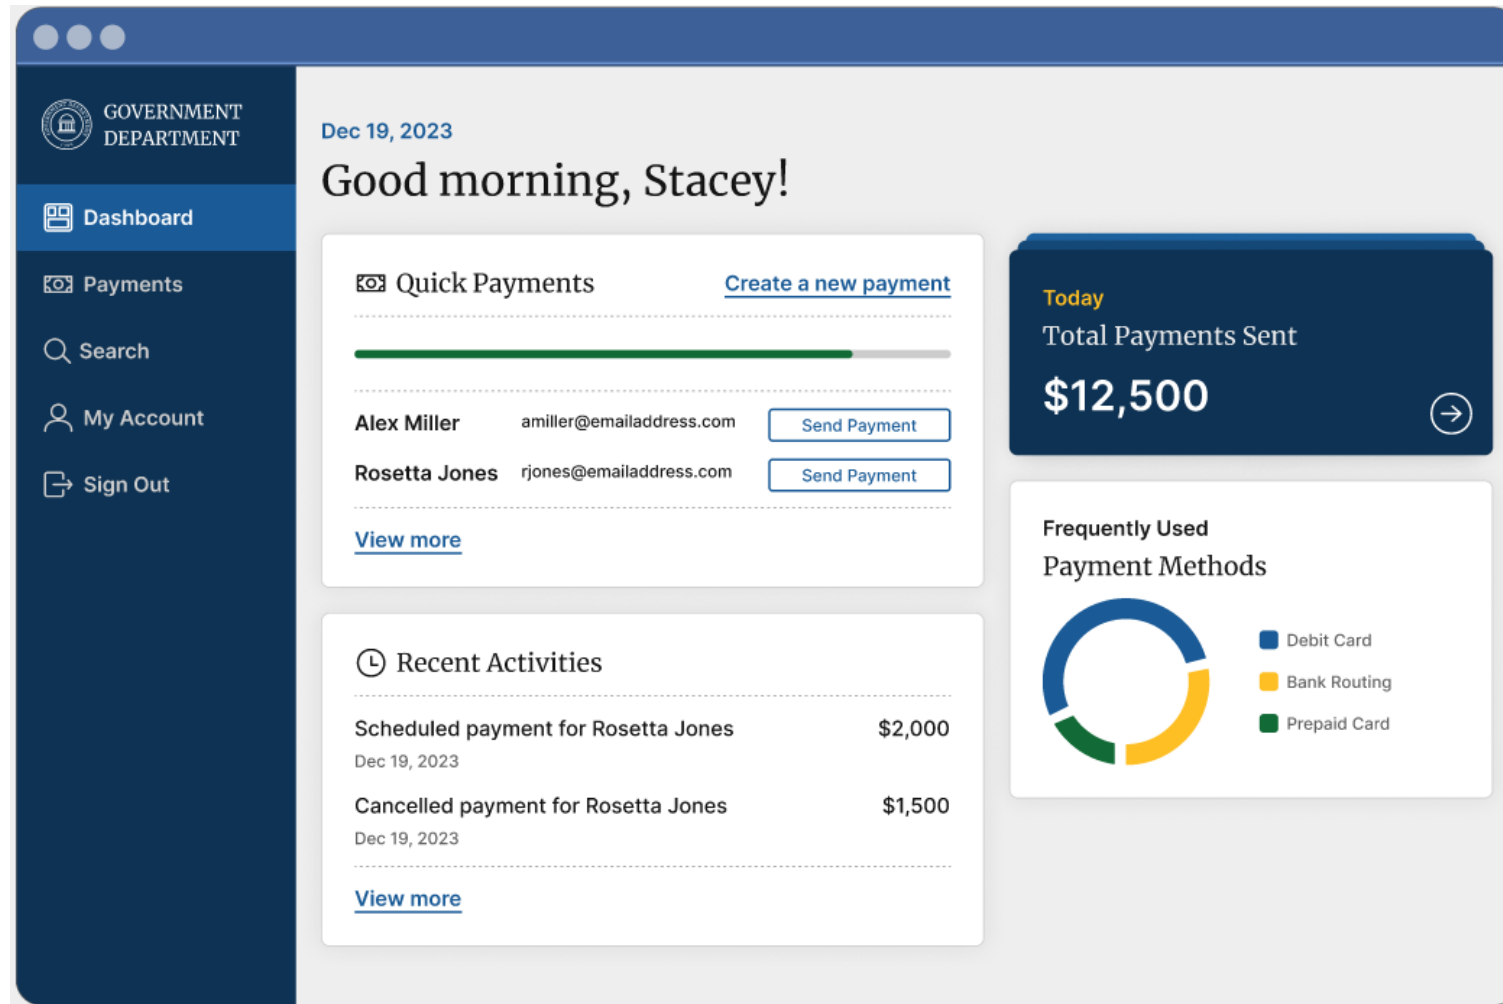 GOVERNMENT
DEPARTMENT
Dashboard
Payments
Search
My Account
Sign Out
Dec 19, 2023
Good morning, Stacey!
Quick Payments
Create a new payment
Alex Miller
amiller@emailaddress.com
Send Payment
Rosetta Jones
rjones@emailaddress.com
Send Payment
View more
Recent Activities
Scheduled payment for Rosetta Jones
$2,000
Dec 19, 2023
Cancelled payment for Rosetta Jones
$1,500
Dec 19, 2023
View more
Today
Total Payments Sent
$12,500
Frequently Used
Payment Methods
Debit Card
Bank Routing
Prepaid Card